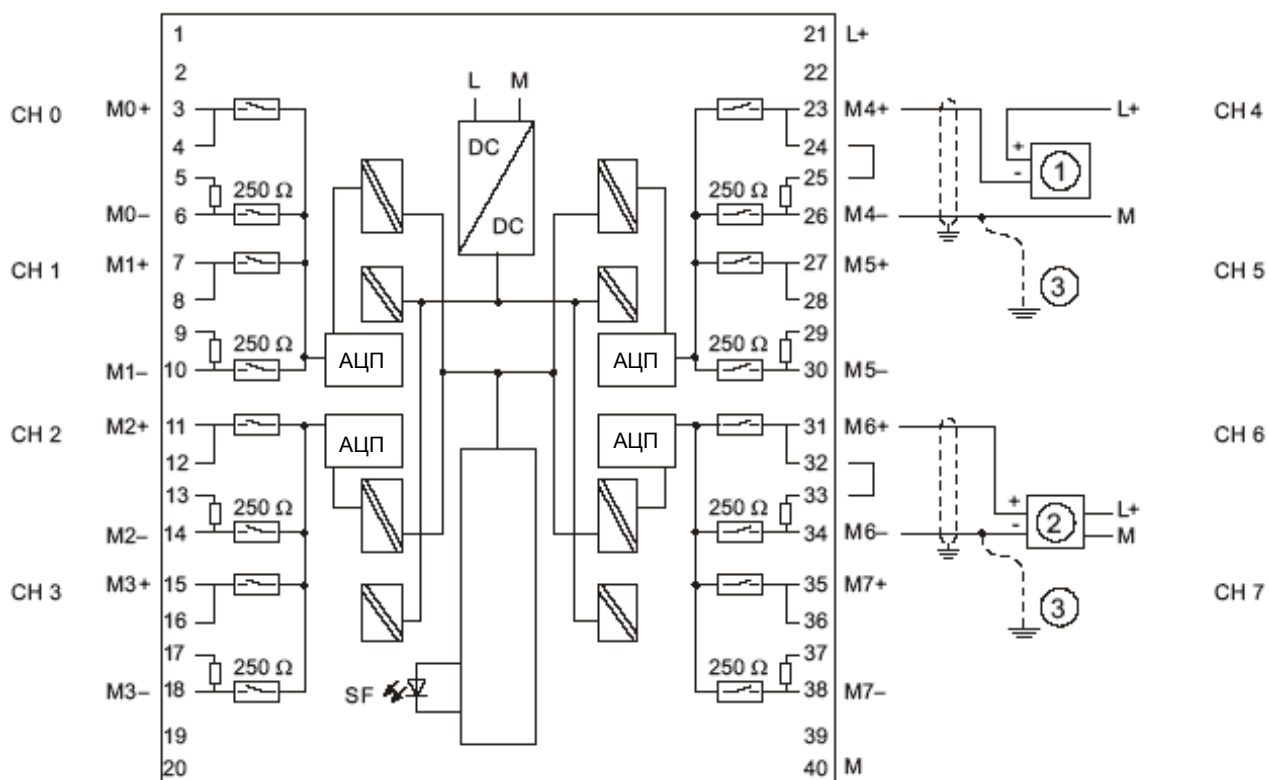 1 21 L+
2 22
L M
CH 0 M0+ 3 23 M4+ L+ CH 4
4 DC 24 +
5 250 Ω 250 Ω 25 - 1
M0– 6 DC 26 M4– M
CH 1 M1+ 7 27 M5+ CH 5
8 28 3
9 250 Ω АЦП АЦП 250 Ω 29
M1– 10 30 M5–
CH 2 M2+ 11 АЦП АЦП 31 M6+ CH 6
12 32
13 250 Ω 250 Ω 33 + L+
M2– 14 34 M6– - 2 M
CH 3 M3+ 15 35 M7+ CH 7
16 36 3
17 250 Ω 250 Ω 37
M3– 18 SF 38 M7–
19 39
20 40 M